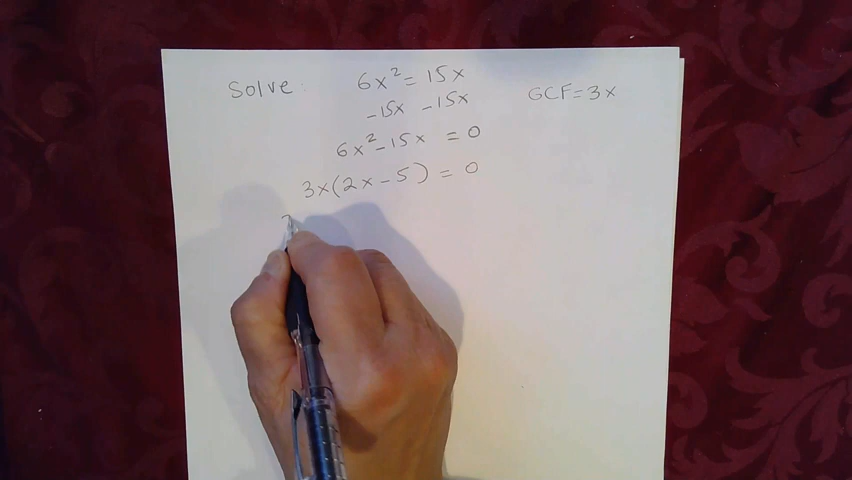 Solve: 6x² = 15x
-15x -15x
GCF = 3x
6x² - 15x = 0
3x(2x - 5) = 0